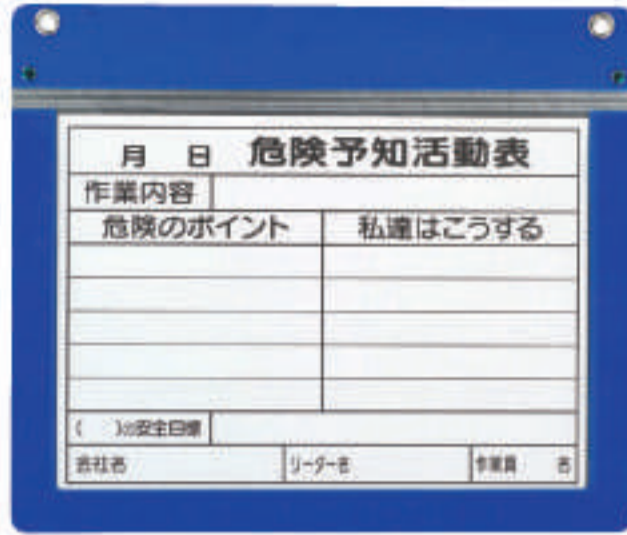 月 日 危険予知活動表
作業内容
危険のポイント 私達はこうする
( )の安全目標
会社名 リーダー名 作業員 名